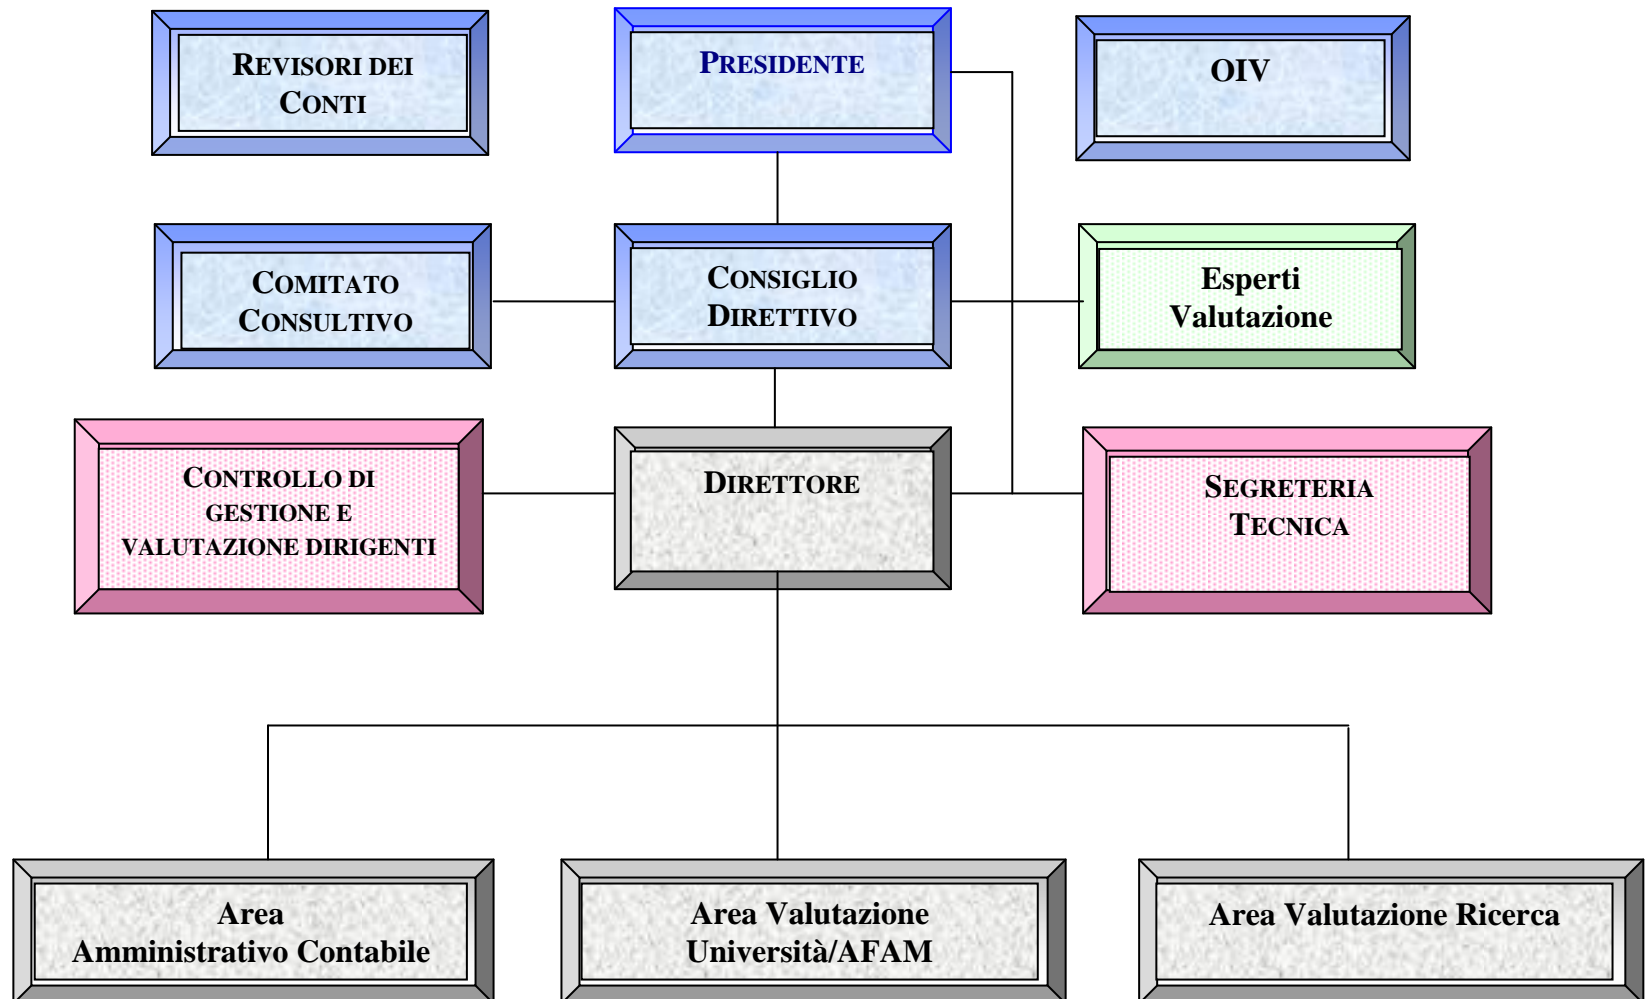 REVISORI DEI
CONTI
PRESIDENTE
OIV
COMITATO
CONSULTIVO
CONSIGLIO
DIRETTIVO
Esperti
Valutazione
CONTROLLO DI
GESTIONE E
VALUTAZIONE DIRIGENTI
DIRETTORE
SEGRETERIA
TECNICA
Area
Amministrativo Contabile
Area Valutazione
Università/AFAM
Area Valutazione Ricerca